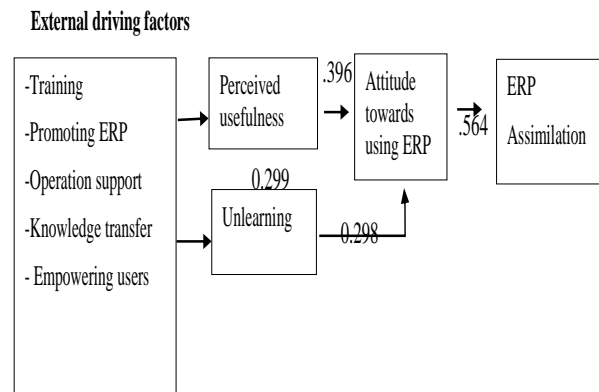 External driving factors
-Training
-Promoting ERP
-Operation support
-Knowledge transfer
- Empowering users
Perceived
usefulness
.396
Attitude
towards
using ERP
.564
ERP
Assimilation
0.299
Unlearning
0.298